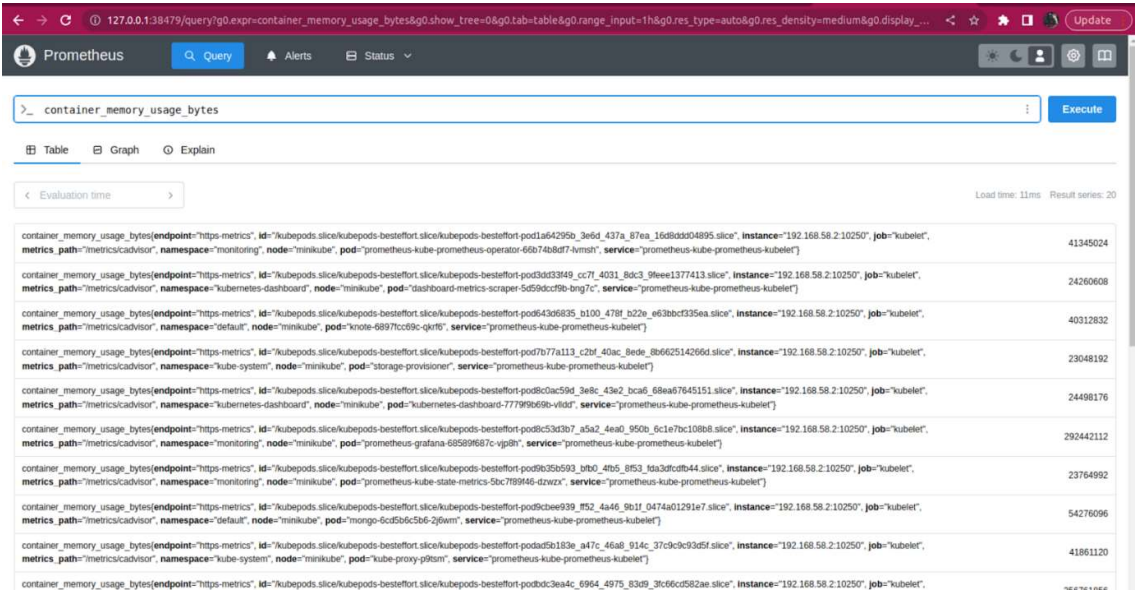 127.0.0.1:38479/query?g0.expr=container_memory_usage_bytes&g0.show_tree=0&g0.tab=table&g0.range_input=1h&g0.res_type=auto&g0.res_density=medium&g0.display_...
Update
Prometheus
Query
Alerts
Status
>_ container_memory_usage_bytes
Execute
Table
Graph
Explain
Evaluation time
Load time: 11ms Result series: 20
container_memory_usage_bytes{endpoint="https-metrics", id="/kubepods.slice/kubepods-besteffort.slice/kubepods-besteffort-pod1a64295b_3e6d_437a_87ea_16d8ddd04895.slice", instance="192.168.58.2:10250", job="kubelet",
metrics_path="/metrics/cadvisor", namespace="monitoring", node="minikube", pod="prometheus-kube-prometheus-operator-66b74b8df7-lvmsh", service="prometheus-kube-prometheus-kubelet"}
41345024
container_memory_usage_bytes{endpoint="https-metrics", id="/kubepods.slice/kubepods-besteffort.slice/kubepods-besteffort-pod3dd33f49_cc7f_4031_8dc3_9feee1377413.slice", instance="192.168.58.2:10250", job="kubelet",
metrics_path="/metrics/cadvisor", namespace="kubernetes-dashboard", node="minikube", pod="dashboard-metrics-scraper-5d59dccf9b-bng7c", service="prometheus-kube-prometheus-kubelet"}
24260608
container_memory_usage_bytes{endpoint="https-metrics", id="/kubepods.slice/kubepods-besteffort.slice/kubepods-besteffort-pod643d6835_b100_478f_b22e_e63bbcf335ea.slice", instance="192.168.58.2:10250", job="kubelet",
metrics_path="/metrics/cadvisor", namespace="default", node="minikube", pod="knote-6897fcc69c-qkrf6", service="prometheus-kube-prometheus-kubelet"}
40312832
container_memory_usage_bytes{endpoint="https-metrics", id="/kubepods.slice/kubepods-besteffort.slice/kubepods-besteffort-pod7b77a113_c2bf_40ac_8ede_8b662514266d.slice", instance="192.168.58.2:10250", job="kubelet",
metrics_path="/metrics/cadvisor", namespace="kube-system", node="minikube", pod="storage-provisioner", service="prometheus-kube-prometheus-kubelet"}
23048192
container_memory_usage_bytes{endpoint="https-metrics", id="/kubepods.slice/kubepods-besteffort.slice/kubepods-besteffort-pod8c0ac59d_3e8c_43e2_bca6_68ea67645151.slice", instance="192.168.58.2:10250", job="kubelet",
metrics_path="/metrics/cadvisor", namespace="kubernetes-dashboard", node="minikube", pod="kubernetes-dashboard-7779f9b69b-vlldd", service="prometheus-kube-prometheus-kubelet"}
24498176
container_memory_usage_bytes{endpoint="https-metrics", id="/kubepods.slice/kubepods-besteffort.slice/kubepods-besteffort-pod8c53d3b7_a5a2_4ea0_950b_6c1e7bc108b8.slice", instance="192.168.58.2:10250", job="kubelet",
metrics_path="/metrics/cadvisor", namespace="monitoring", node="minikube", pod="prometheus-grafana-68589f687c-vjp8h", service="prometheus-kube-prometheus-kubelet"}
292442112
container_memory_usage_bytes{endpoint="https-metrics", id="/kubepods.slice/kubepods-besteffort.slice/kubepods-besteffort-pod9b35b593_bfb0_4fb5_8f53_fda3dfcdfb44.slice", instance="192.168.58.2:10250", job="kubelet",
metrics_path="/metrics/cadvisor", namespace="monitoring", node="minikube", pod="prometheus-kube-state-metrics-5bc7f89f46-dzwzx", service="prometheus-kube-prometheus-kubelet"}
23764992
container_memory_usage_bytes{endpoint="https-metrics", id="/kubepods.slice/kubepods-besteffort.slice/kubepods-besteffort-pod9cbee939_ff52_4a46_9b1f_0474a01291e7.slice", instance="192.168.58.2:10250", job="kubelet",
metrics_path="/metrics/cadvisor", namespace="default", node="minikube", pod="mongo-6cd5b6c5b6-2j6wm", service="prometheus-kube-prometheus-kubelet"}
54276096
container_memory_usage_bytes{endpoint="https-metrics", id="/kubepods.slice/kubepods-besteffort.slice/kubepods-besteffort-podad5b183e_a47c_46a8_914c_37c9c9c93d5f.slice", instance="192.168.58.2:10250", job="kubelet",
metrics_path="/metrics/cadvisor", namespace="kube-system", node="minikube", pod="kube-proxy-p9tsm", service="prometheus-kube-prometheus-kubelet"}
41861120
container_memory_usage_bytes{endpoint="https-metrics", id="/kubepods.slice/kubepods-besteffort.slice/kubepods-besteffort-podbdc3ea4c_6964_4975_83d9_3fc66cd582ae.slice", instance="192.168.58.2:10250", job="kubelet",